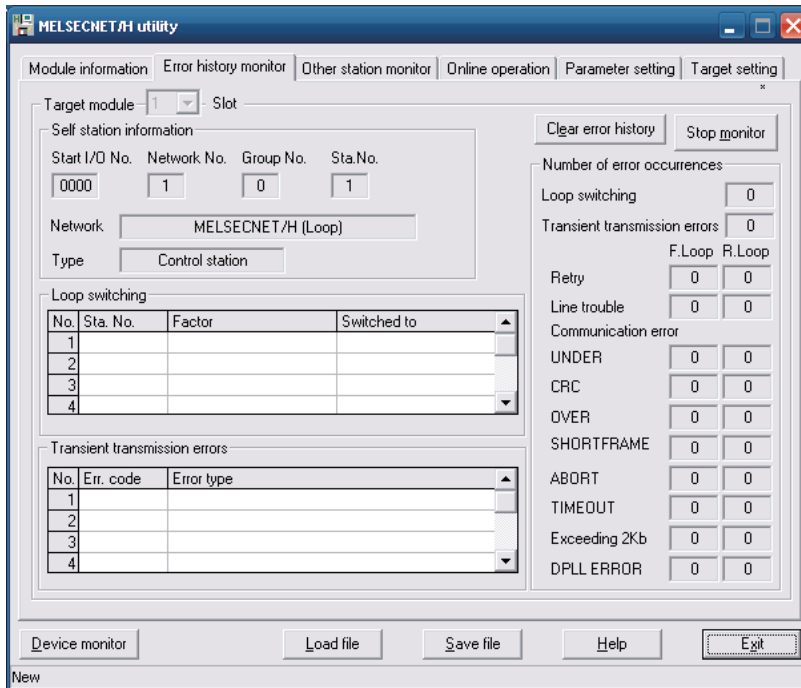 MELSECNET/H utility
Module information Error history monitor Other station monitor Online operation Parameter setting Target setting
*
Target module 1 Slot
Self station information
Start I/O No. Network No. Group No. Sta.No.
0000 1 0 1
Network MELSECNET/H (Loop)
Type Control station
Loop switching
No. Sta. No. Factor Switched to
1
2
3
4
Transient transmission errors
No. Err. code Error type
1
2
3
4
Clear error history Stop monitor
Number of error occurrences
Loop switching 0
Transient transmission errors 0
F.Loop R.Loop
Retry 0 0
Line trouble 0 0
Communication error
UNDER 0 0
CRC 0 0
OVER 0 0
SHORTFRAME 0 0
ABORT 0 0
TIMEOUT 0 0
Exceeding 2Kb 0 0
DPLL ERROR 0 0
Device monitor Load file Save file Help Exit
New